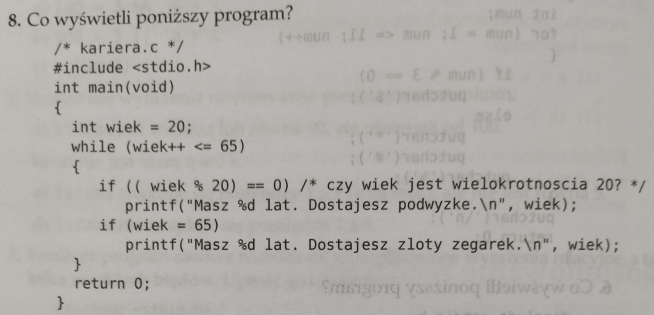 8. Co wyświetli poniższy program?
/* kariera.c */
#include <stdio.h>
int main(void)
{
int wiek = 20;
while (wiek++ <= 65)
{
if (( wiek % 20) == 0) /* czy wiek jest wielokrotnoscia 20? */
printf("Masz %d lat. Dostajesz podwyzke.\n", wiek);
if (wiek = 65)
printf("Masz %d lat. Dostajesz zloty zegarek.\n", wiek);
}
return 0;
}